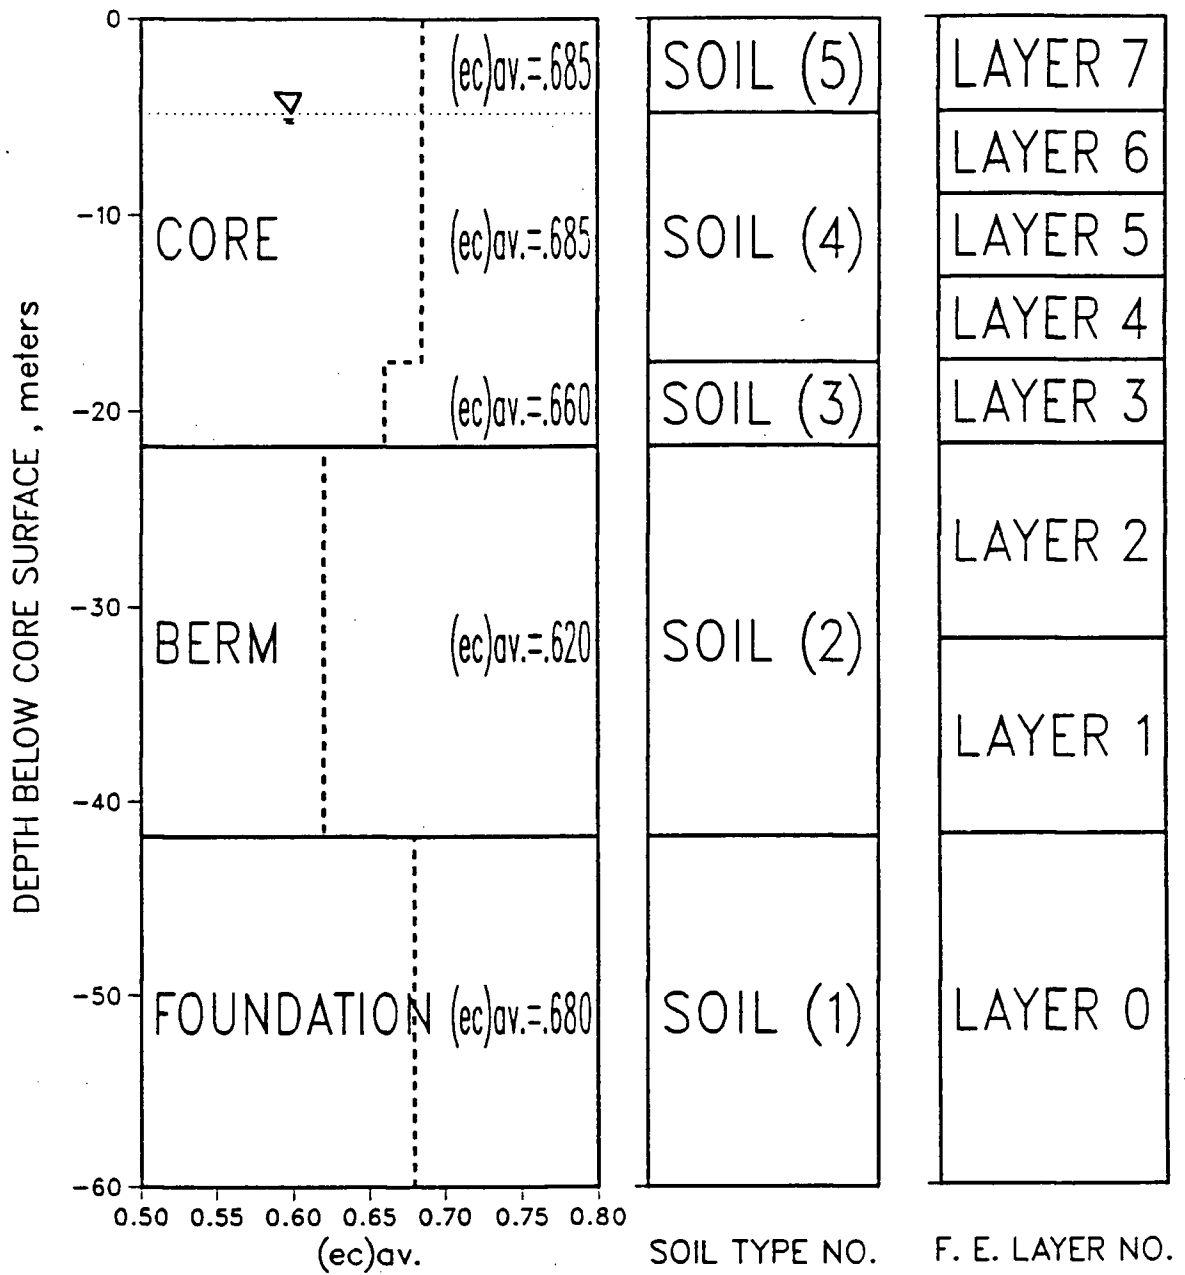 DEPTH BELOW CORE SURFACE , meters
0
-10
-20
-30
-40
-50
-60
(ec)av.=.685
CORE
(ec)av.=.685
(ec)av.=.660
BERM
(ec)av.=.620
FOUNDATION
(ec)av.=.680
0.50 0.55 0.60 0.65 0.70 0.75 0.80
(ec)av.
SOIL (5)
SOIL (4)
SOIL (3)
SOIL (2)
SOIL (1)
SOIL TYPE NO.
LAYER 7
LAYER 6
LAYER 5
LAYER 4
LAYER 3
LAYER 2
LAYER 1
LAYER 0
F. E. LAYER NO.